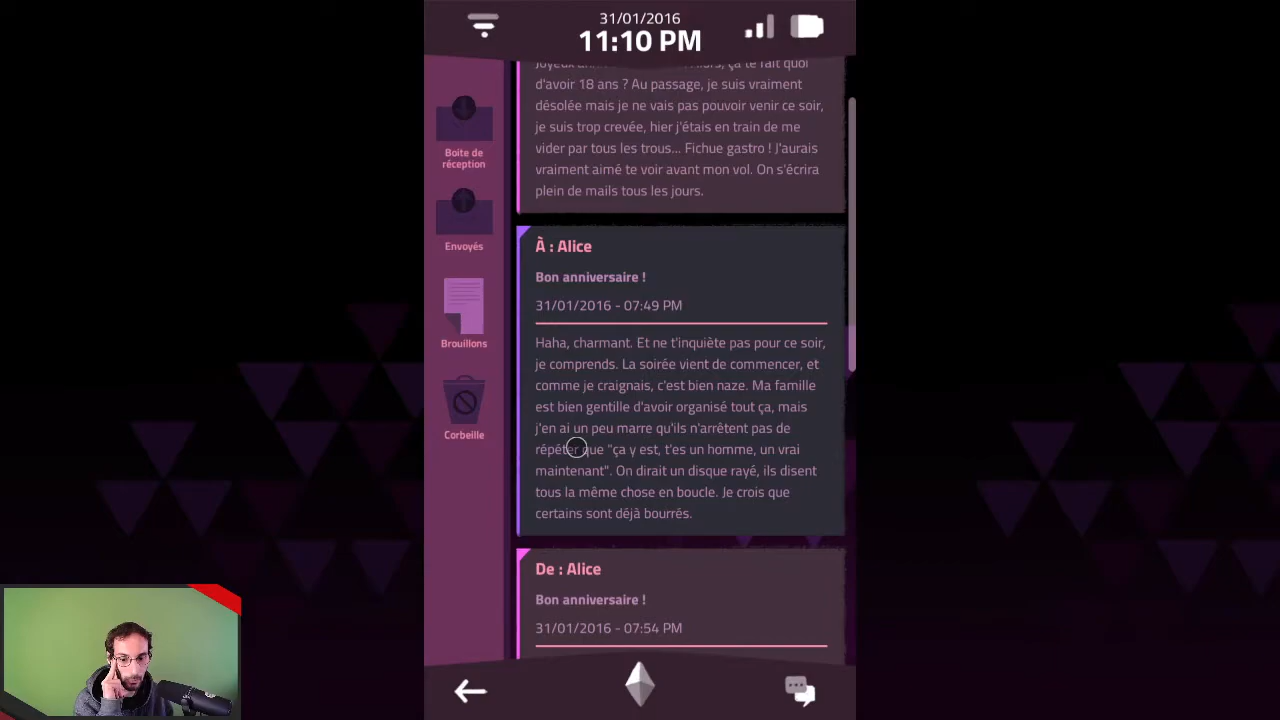 31/01/2016
11:10 PM
Boite de
réception
Envoyés
Brouillons
Corbeille
ça te fait quoi
d'avoir 18 ans ? Au passage, je suis vraiment
désolée mais je ne vais pas pouvoir venir ce soir,
je suis trop crevée, hier j'étais en train de me
vider par tous les trous... Fichue gastro ! J'aurais
vraiment aimé te voir avant mon vol. On s'écrira
plein de mails tous les jours.
À : Alice
Bon anniversaire !
31/01/2016 - 07:49 PM
Haha, charmant. Et ne t'inquiète pas pour ce soir,
je comprends. La soirée vient de commencer, et
comme je craignais, c'est bien naze. Ma famille
est bien gentille d'avoir organisé tout ça, mais
j'en ai un peu marre qu'ils n'arrêtent pas de
répéter que "ça y est, t'es un homme, un vrai
maintenant". On dirait un disque rayé, ils disent
tous la même chose en boucle. Je crois que
certains sont déjà bourrés.
De : Alice
Bon anniversaire !
31/01/2016 - 07:54 PM